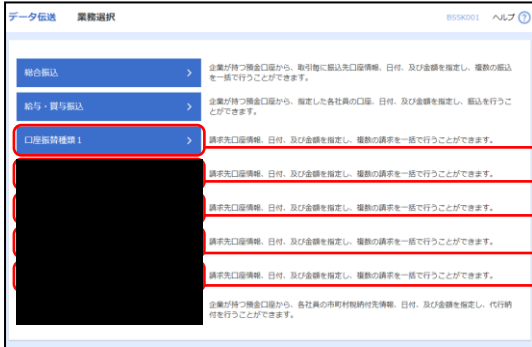 データ伝送 業務選択 BSSK001 ヘルプ ?
総合振込
企業が持つ預金口座から、取引毎に振込先口座情報、日付、及び金額を指定し、複数の振込
を一括で行うことができます。
給与・賞与振込
企業が持つ預金口座から、指定した各社員の口座、日付、及び金額を指定し、振込を行うこ
とができます。
口座振替種類1
請求先口座情報、日付、及び金額を指定し、複数の請求を一括で行うことができます。
請求先口座情報、日付、及び金額を指定し、複数の請求を一括で行うことができます。
請求先口座情報、日付、及び金額を指定し、複数の請求を一括で行うことができます。
請求先口座情報、日付、及び金額を指定し、複数の請求を一括で行うことができます。
請求先口座情報、日付、及び金額を指定し、複数の請求を一括で行うことができます。
企業が持つ預金口座から、各社員の市町村税納付先情報、日付、及び金額を指定し、代行納
付を行うことができます。